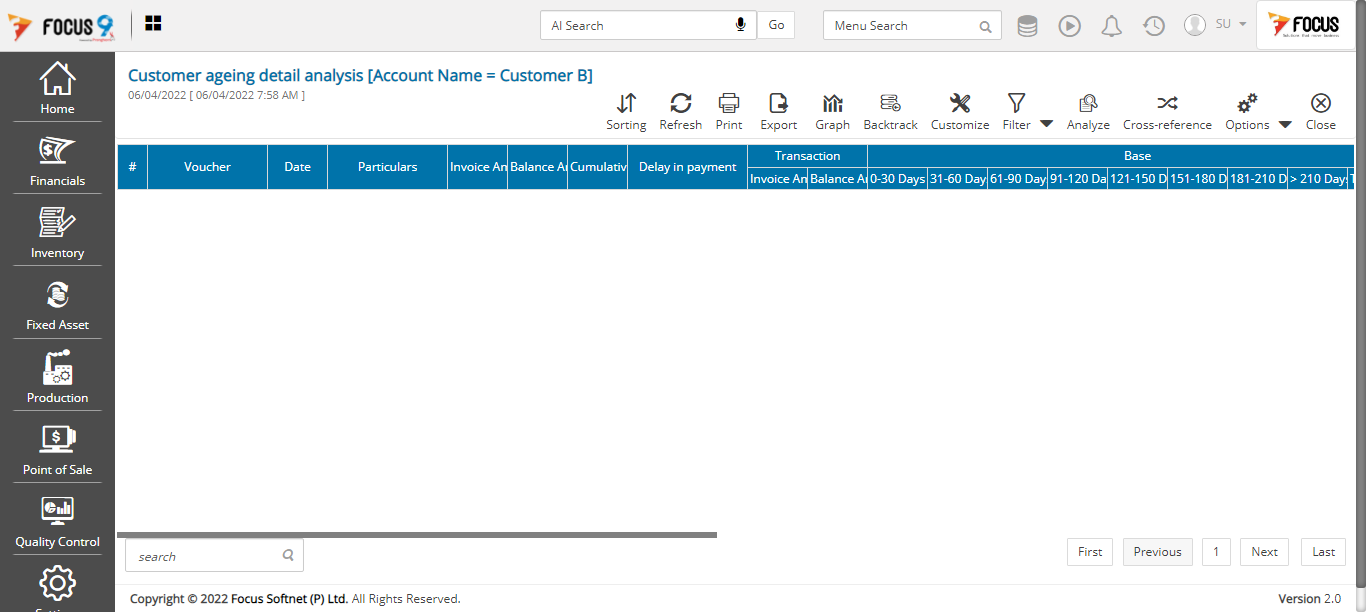 FOCUS 9
AI Search
Go
Menu Search
SU
FOCUS
Home
Financials
Inventory
Fixed Asset
Production
Point of Sale
Quality Control
Customer ageing detail analysis [Account Name = Customer B]
06/04/2022 [ 06/04/2022 7:58 AM ]
Sorting Refresh Print Export Graph Backtrack Customize Filter Analyze Cross-reference Options Close
# Voucher Date Particulars Invoice An Balance A Cumulativ Delay in payment Transaction Base
Invoice An Balance A 0-30 Days 31-60 Day 61-90 Day 91-120 Da 121-150 D 151-180 D 181-210 D > 210 Day
search
First Previous 1 Next Last
Copyright © 2022 Focus Softnet (P) Ltd. All Rights Reserved.
Version 2.0